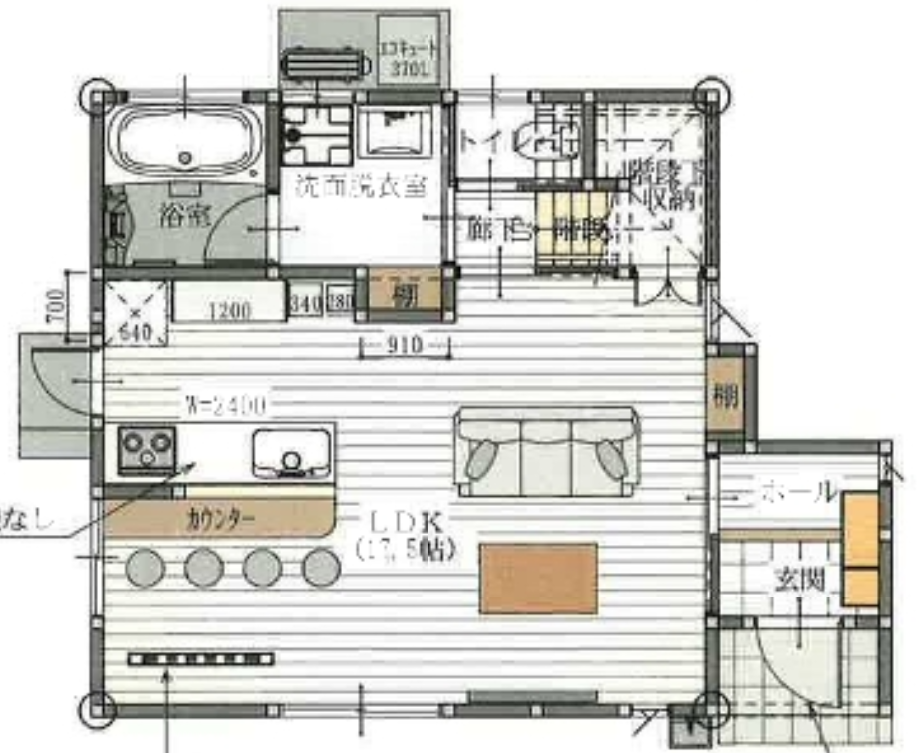 エコキュート
370L
トイレ
洗面脱衣室
階段下
収納
浴室
廊下
階段
700
640
1200
340
280
棚
910
棚
W=2400
なし
カウンター
LDK
(17.5帖)
ホール
玄関